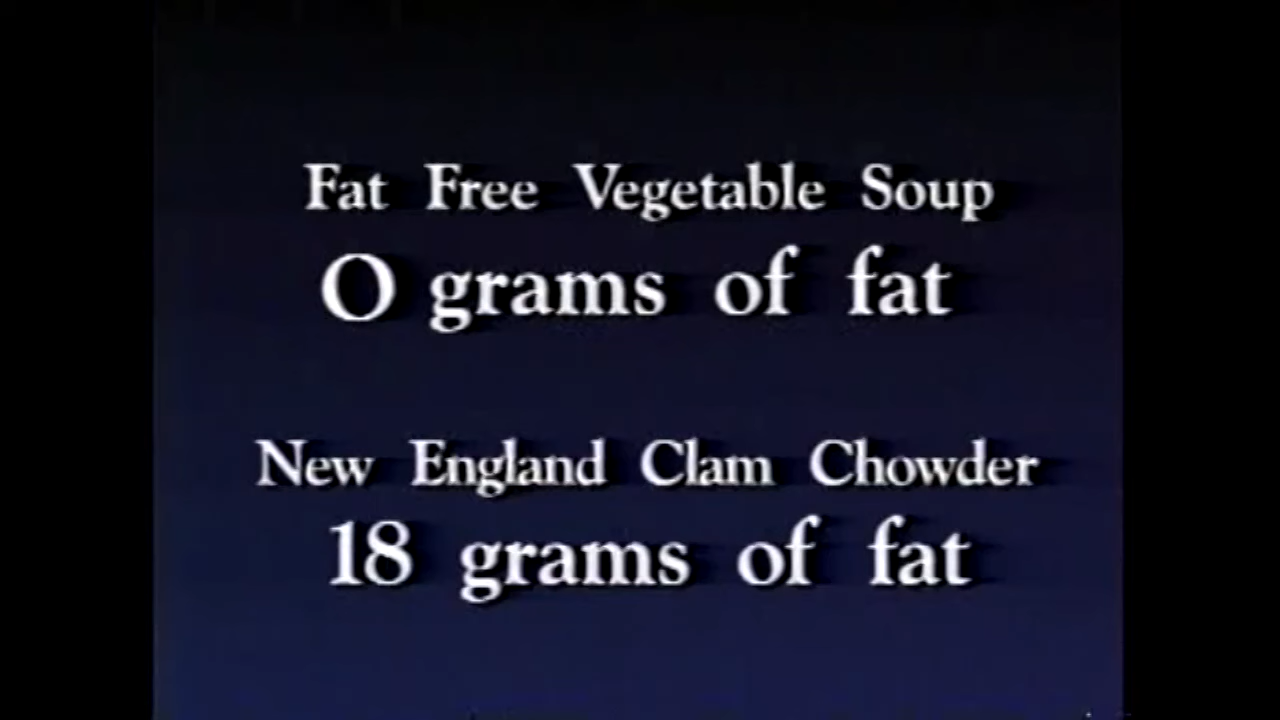 Fat Free Vegetable Soup
0 grams of fat
New England Clam Chowder
18 grams of fat